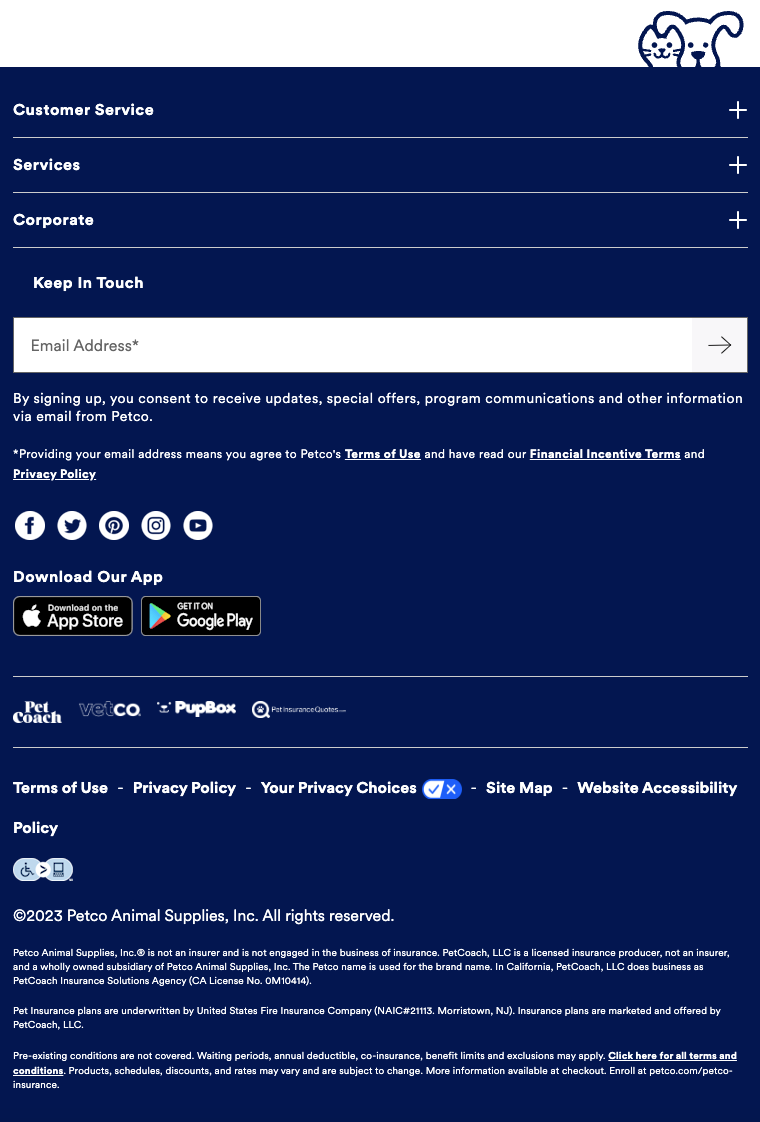 Customer Service
Services
Corporate
Keep In Touch
Email Address*
By signing up, you consent to receive updates, special offers, program communications and other information
via email from Petco.
*Providing your email address means you agree to Petco's Terms of Use and have read our Financial Incentive Terms and
Privacy Policy
Download Our App
Download on the
App Store
GET IT ON
Google Play
Pet
Coach
vetco
PupBox
PetInsuranceQuotes.com
Terms of Use - Privacy Policy - Your Privacy Choices - Site Map - Website Accessibility
Policy
©2023 Petco Animal Supplies, Inc. All rights reserved.
Petco Animal Supplies, Inc.® is not an insurer and is not engaged in the business of insurance. PetCoach, LLC is a licensed insurance producer, not an insurer,
and a wholly owned subsidiary of Petco Animal Supplies, Inc. The Petco name is used for the brand name. In California, PetCoach, LLC does business as
PetCoach Insurance Solutions Agency (CA License No. 0M10414).
Pet Insurance plans are underwritten by United States Fire Insurance Company (NAIC#21113. Morristown, NJ). Insurance plans are marketed and offered by
PetCoach, LLC.
Pre-existing conditions are not covered. Waiting periods, annual deductible, co-insurance, benefit limits and exclusions may apply. Click here for all terms and
conditions. Products, schedules, discounts, and rates may vary and are subject to change. More information available at checkout. Enroll at petco.com/petco-
insurance.